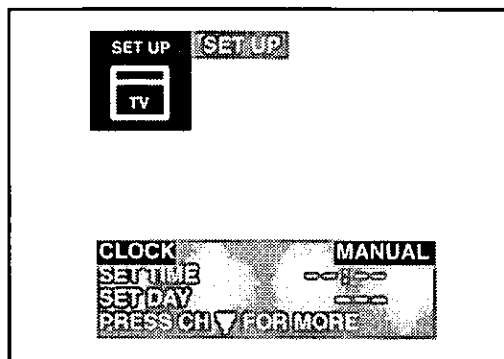 SET UP SET UP
TV
CLOCK MANUAL
SET TIME --:--
SET DAY ---
PRESS CH ▽ FOR MORE